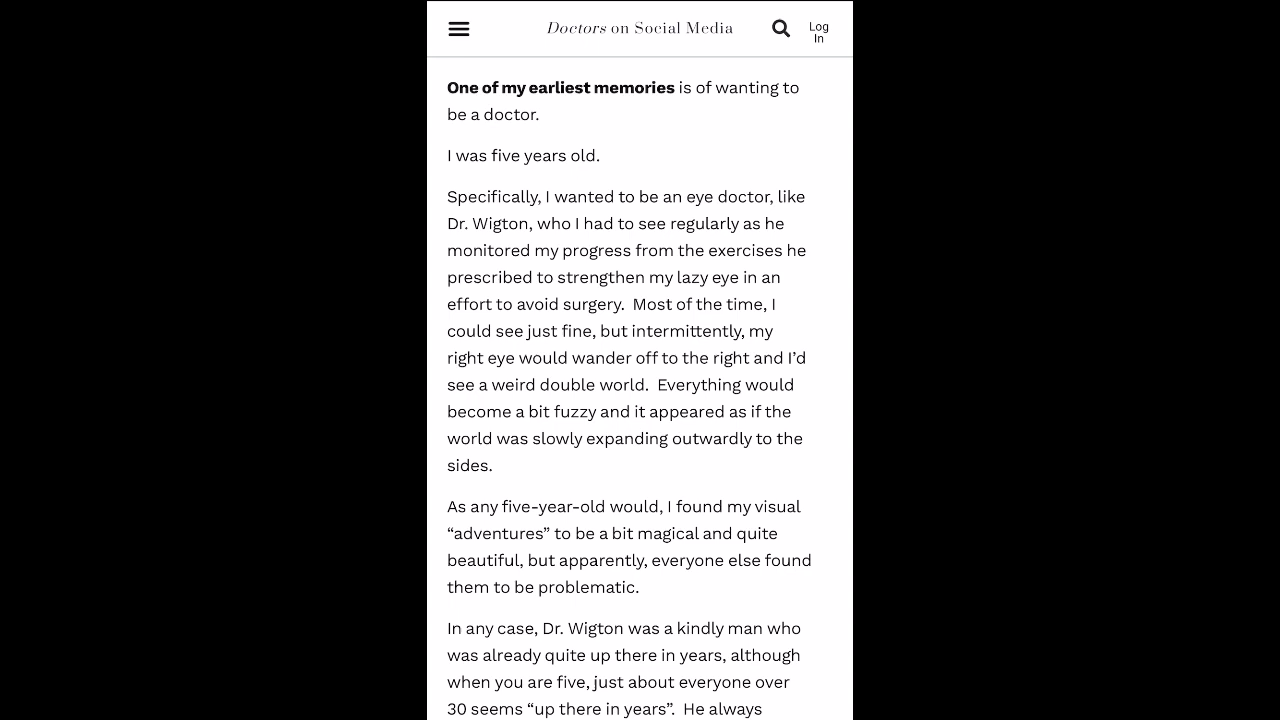 Doctors on Social Media
Log
In
One of my earliest memories is of wanting to
be a doctor.
I was five years old.
Specifically, I wanted to be an eye doctor, like
Dr. Wigton, who I had to see regularly as he
monitored my progress from the exercises he
prescribed to strengthen my lazy eye in an
effort to avoid surgery.  Most of the time, I
could see just fine, but intermittently, my
right eye would wander off to the right and I’d
see a weird double world.  Everything would
become a bit fuzzy and it appeared as if the
world was slowly expanding outwardly to the
sides.
As any five-year-old would, I found my visual
“adventures” to be a bit magical and quite
beautiful, but apparently, everyone else found
them to be problematic.
In any case, Dr. Wigton was a kindly man who
was already quite up there in years, although
when you are five, just about everyone over
30 seems “up there in years”.  He always